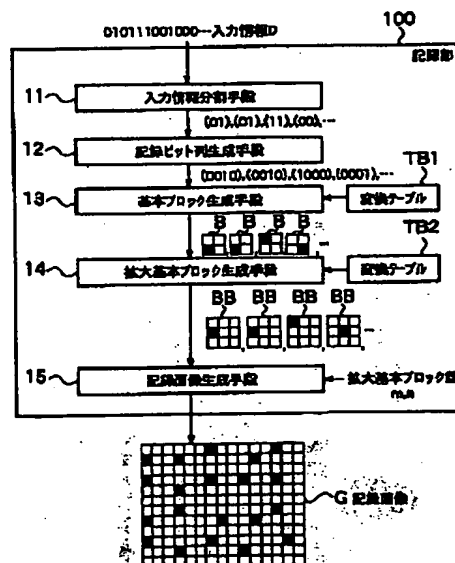 010111001000…入力情報D
100
記録部
11
入力情報分割手段
(01),(01),(11),(00),…
12
記録ビット列生成手段
(0010),(0010),(1000),(0001),…
TB1
13
基本ブロック生成手段
変換テーブル
B B B B
TB2
14
拡大基本ブロック生成手段
変換テーブル
BB BB BB BB
15
記録画像生成手段
拡大基本ブロック数
m,n
G 記録画像